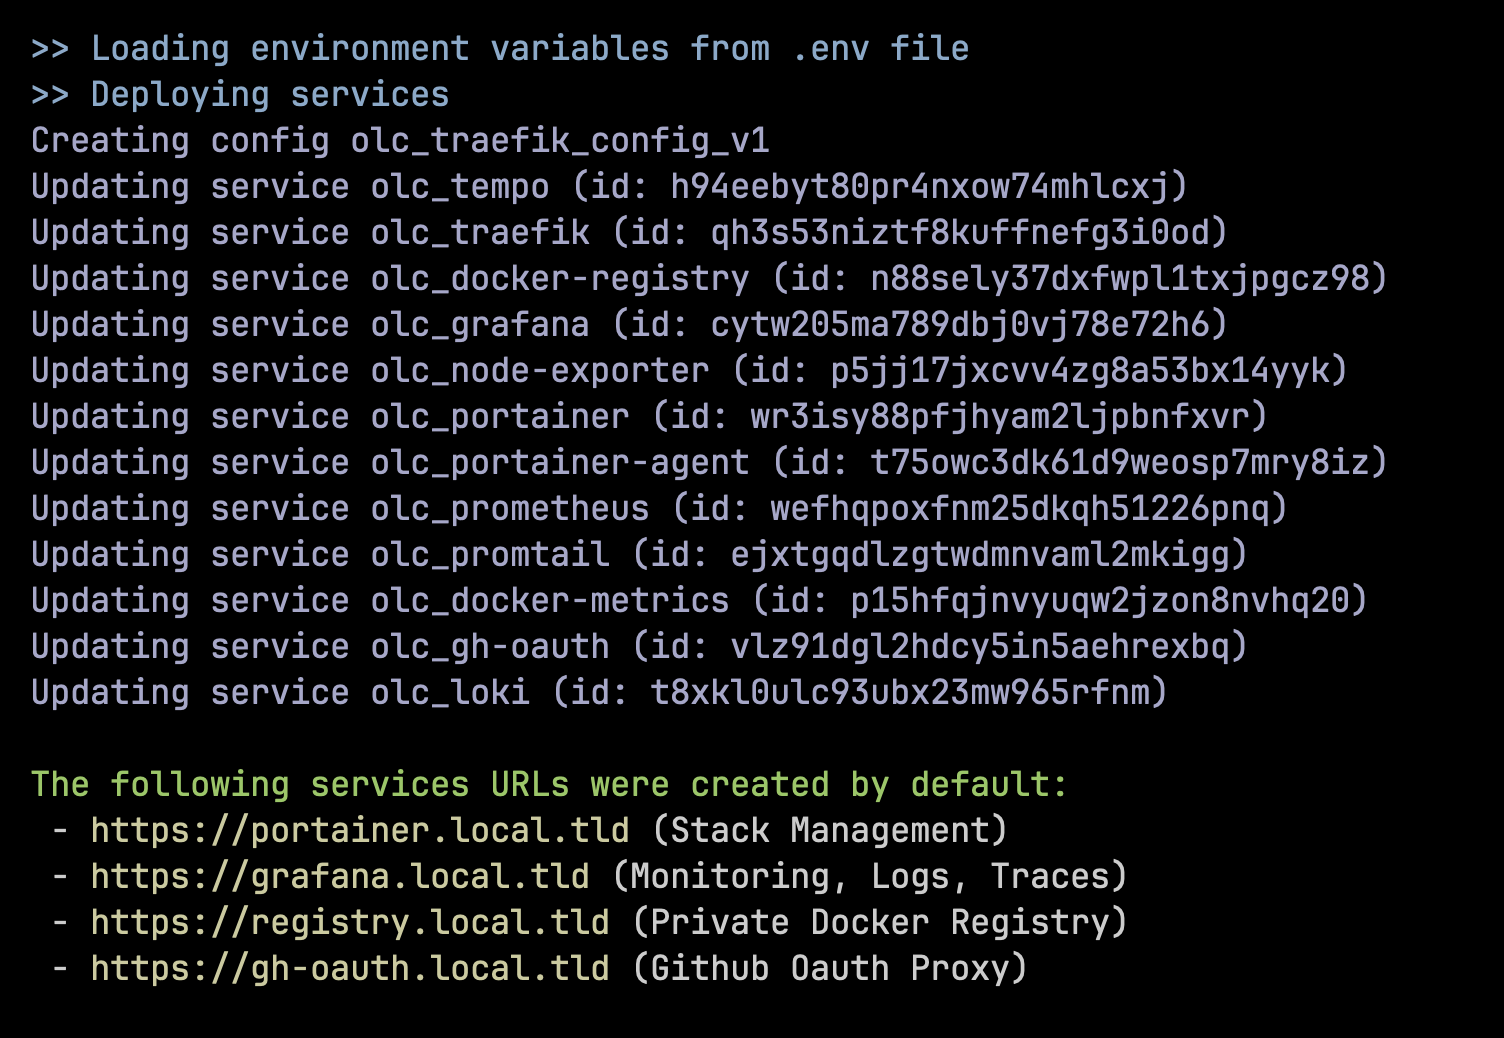 >> Loading environment variables from .env file
>> Deploying services
Creating config olc_traefik_config_v1
Updating service olc_tempo (id: h94eebyt80pr4nxow74mhlcxj)
Updating service olc_traefik (id: qh3s53niztf8kuffnefg3i0od)
Updating service olc_docker-registry (id: n88sely37dxfwpl1txjpgcz98)
Updating service olc_grafana (id: cytw205ma789dbj0vj78e72h6)
Updating service olc_node-exporter (id: p5jj17jxcvv4zg8a53bx14yyk)
Updating service olc_portainer (id: wr3isy88pfjhyam2ljpbnfxvr)
Updating service olc_portainer-agent (id: t75owc3dk61d9weosp7mry8iz)
Updating service olc_prometheus (id: wefhqpoxfnm25dkqh51226pnq)
Updating service olc_promtail (id: ejxtgqdlzgtwdmnvaml2mkigg)
Updating service olc_docker-metrics (id: p15hfqjnvyuqw2jzon8nvhq20)
Updating service olc_gh-oauth (id: vlz91dgl2hdcy5in5aehrexbq)
Updating service olc_loki (id: t8xkl0ulc93ubx23mw965rfnm)

The following services URLs were created by default:
- https://portainer.local.tld (Stack Management)
- https://grafana.local.tld (Monitoring, Logs, Traces)
- https://registry.local.tld (Private Docker Registry)
- https://gh-oauth.local.tld (Github Oauth Proxy)